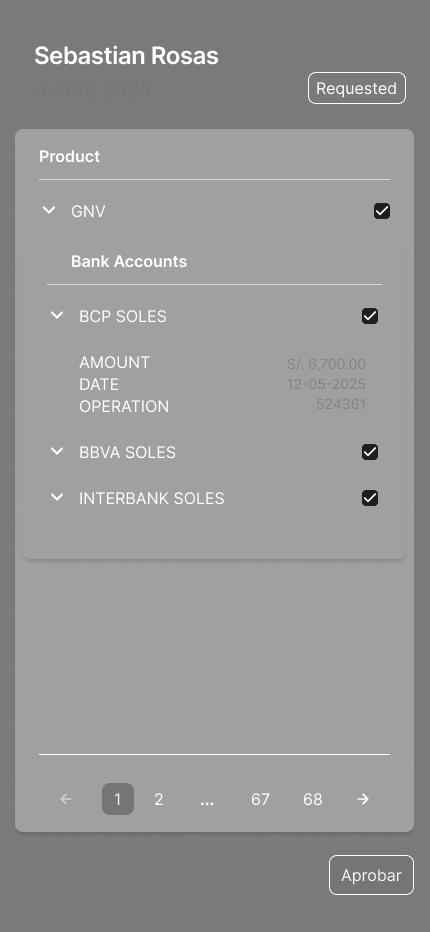 Sebastian Rosas
4 APR, 2025
Requested
Product
GNV
Bank Accounts
BCP SOLES
AMOUNT S/. 6,700.00
DATE 12-05-2025
OPERATION 524361
BBVA SOLES
INTERBANK SOLES
1 2 ... 67 68
Aprobar